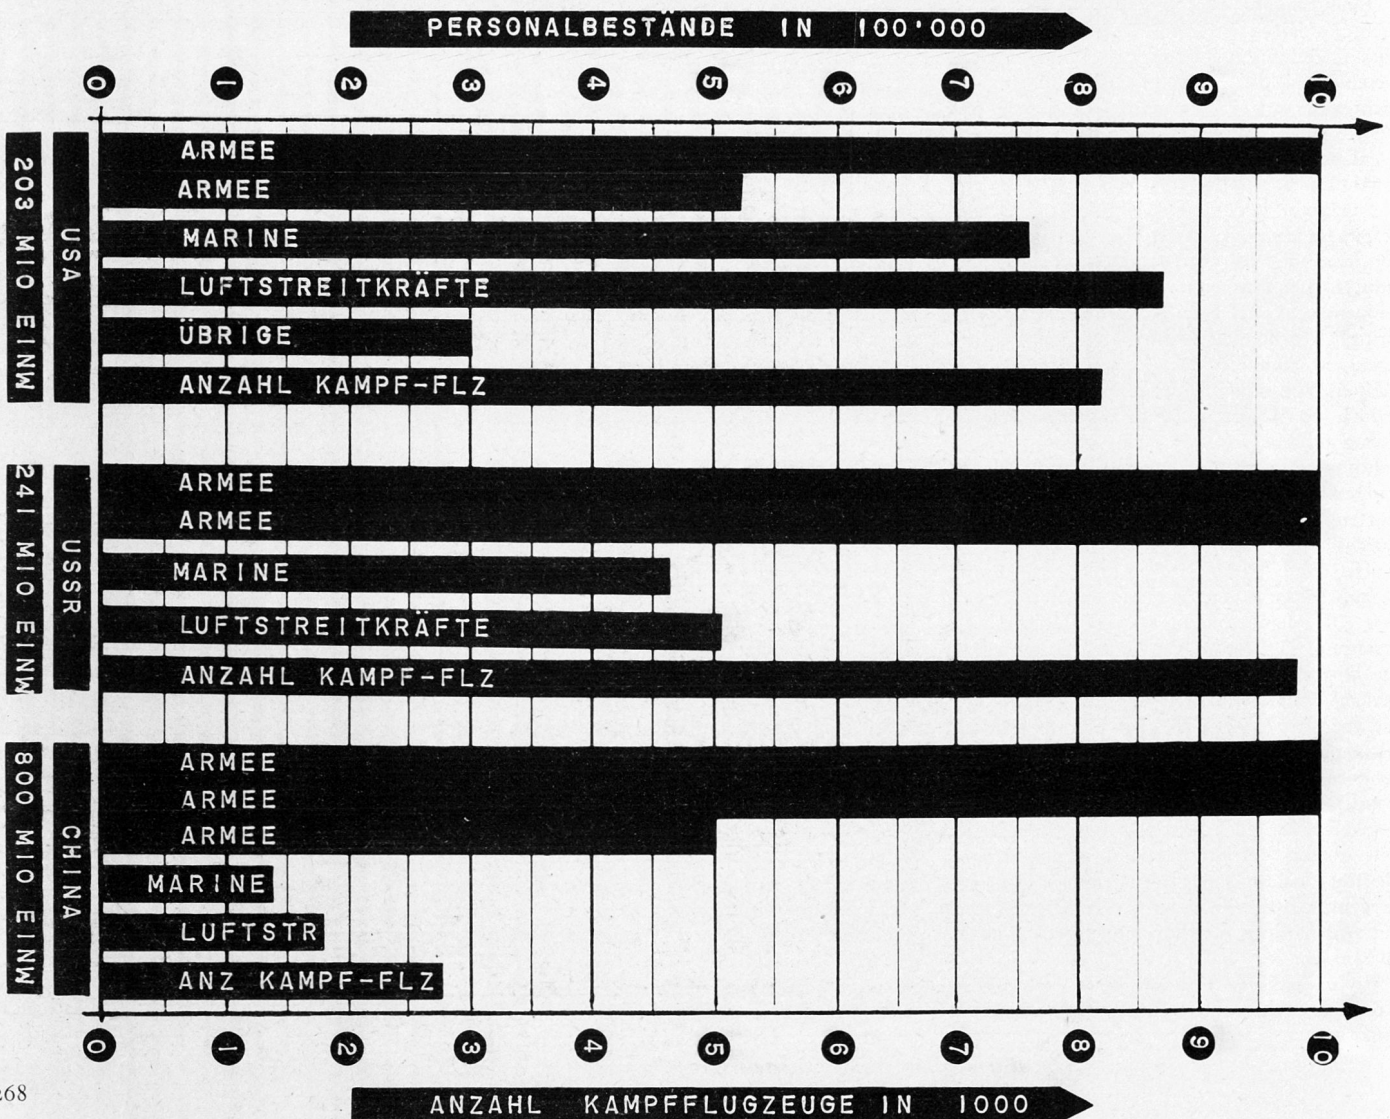 PERSONALBESTÄNDE IN 100'000
0 1 2 3 4 5 6 7 8 9 10
203 MIO EINW
USA
ARMEE
ARMEE
MARINE
LUFTSTREITKRÄFTE
ÜBRIGE
ANZAHL KAMPF-FLZ
241 MIO EINW
USSR
ARMEE
ARMEE
MARINE
LUFTSTREITKRÄFTE
ANZAHL KAMPF-FLZ
800 MIO EINW
CHINA
ARMEE
ARMEE
ARMEE
MARINE
LUFTSTR
ANZ KAMPF-FLZ
0 1 2 3 4 5 6 7 8 9 10
ANZAHL KAMPFFLUGZEUGE IN 1000
268